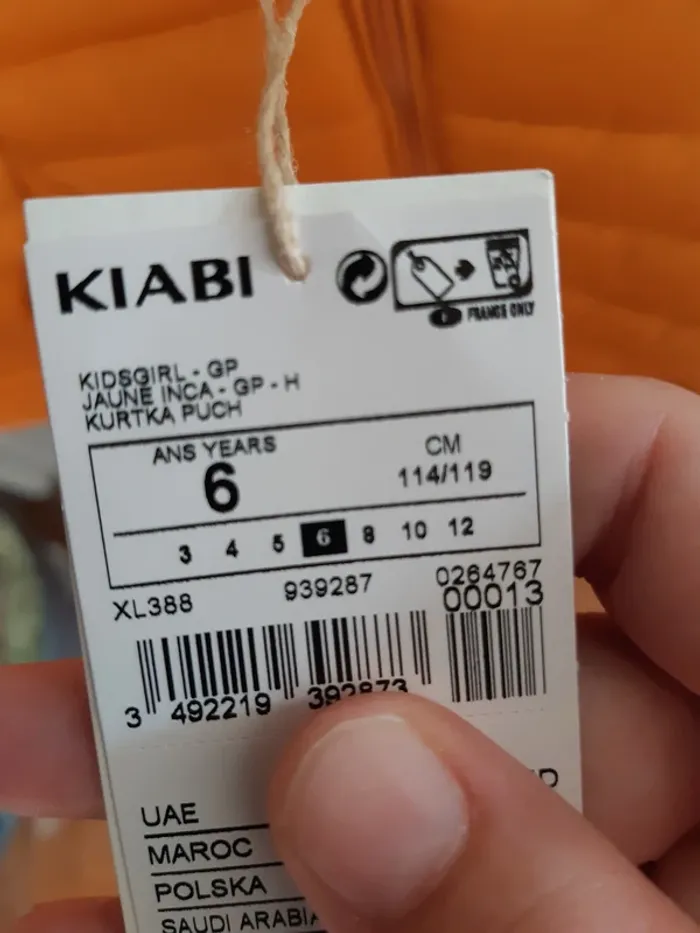 KIABI
FRANCE ONLY
KIDSGIRL - GP
JAUNE INCA - GP - H
KURTKA PUCH
ANS YEARS
6
CM
114/119
3 4 5 6 8 10 12
XL388 939287 0264767
00013
3 492219 392873
UAE
MAROC
POLSKA
SAUDI ARABIA